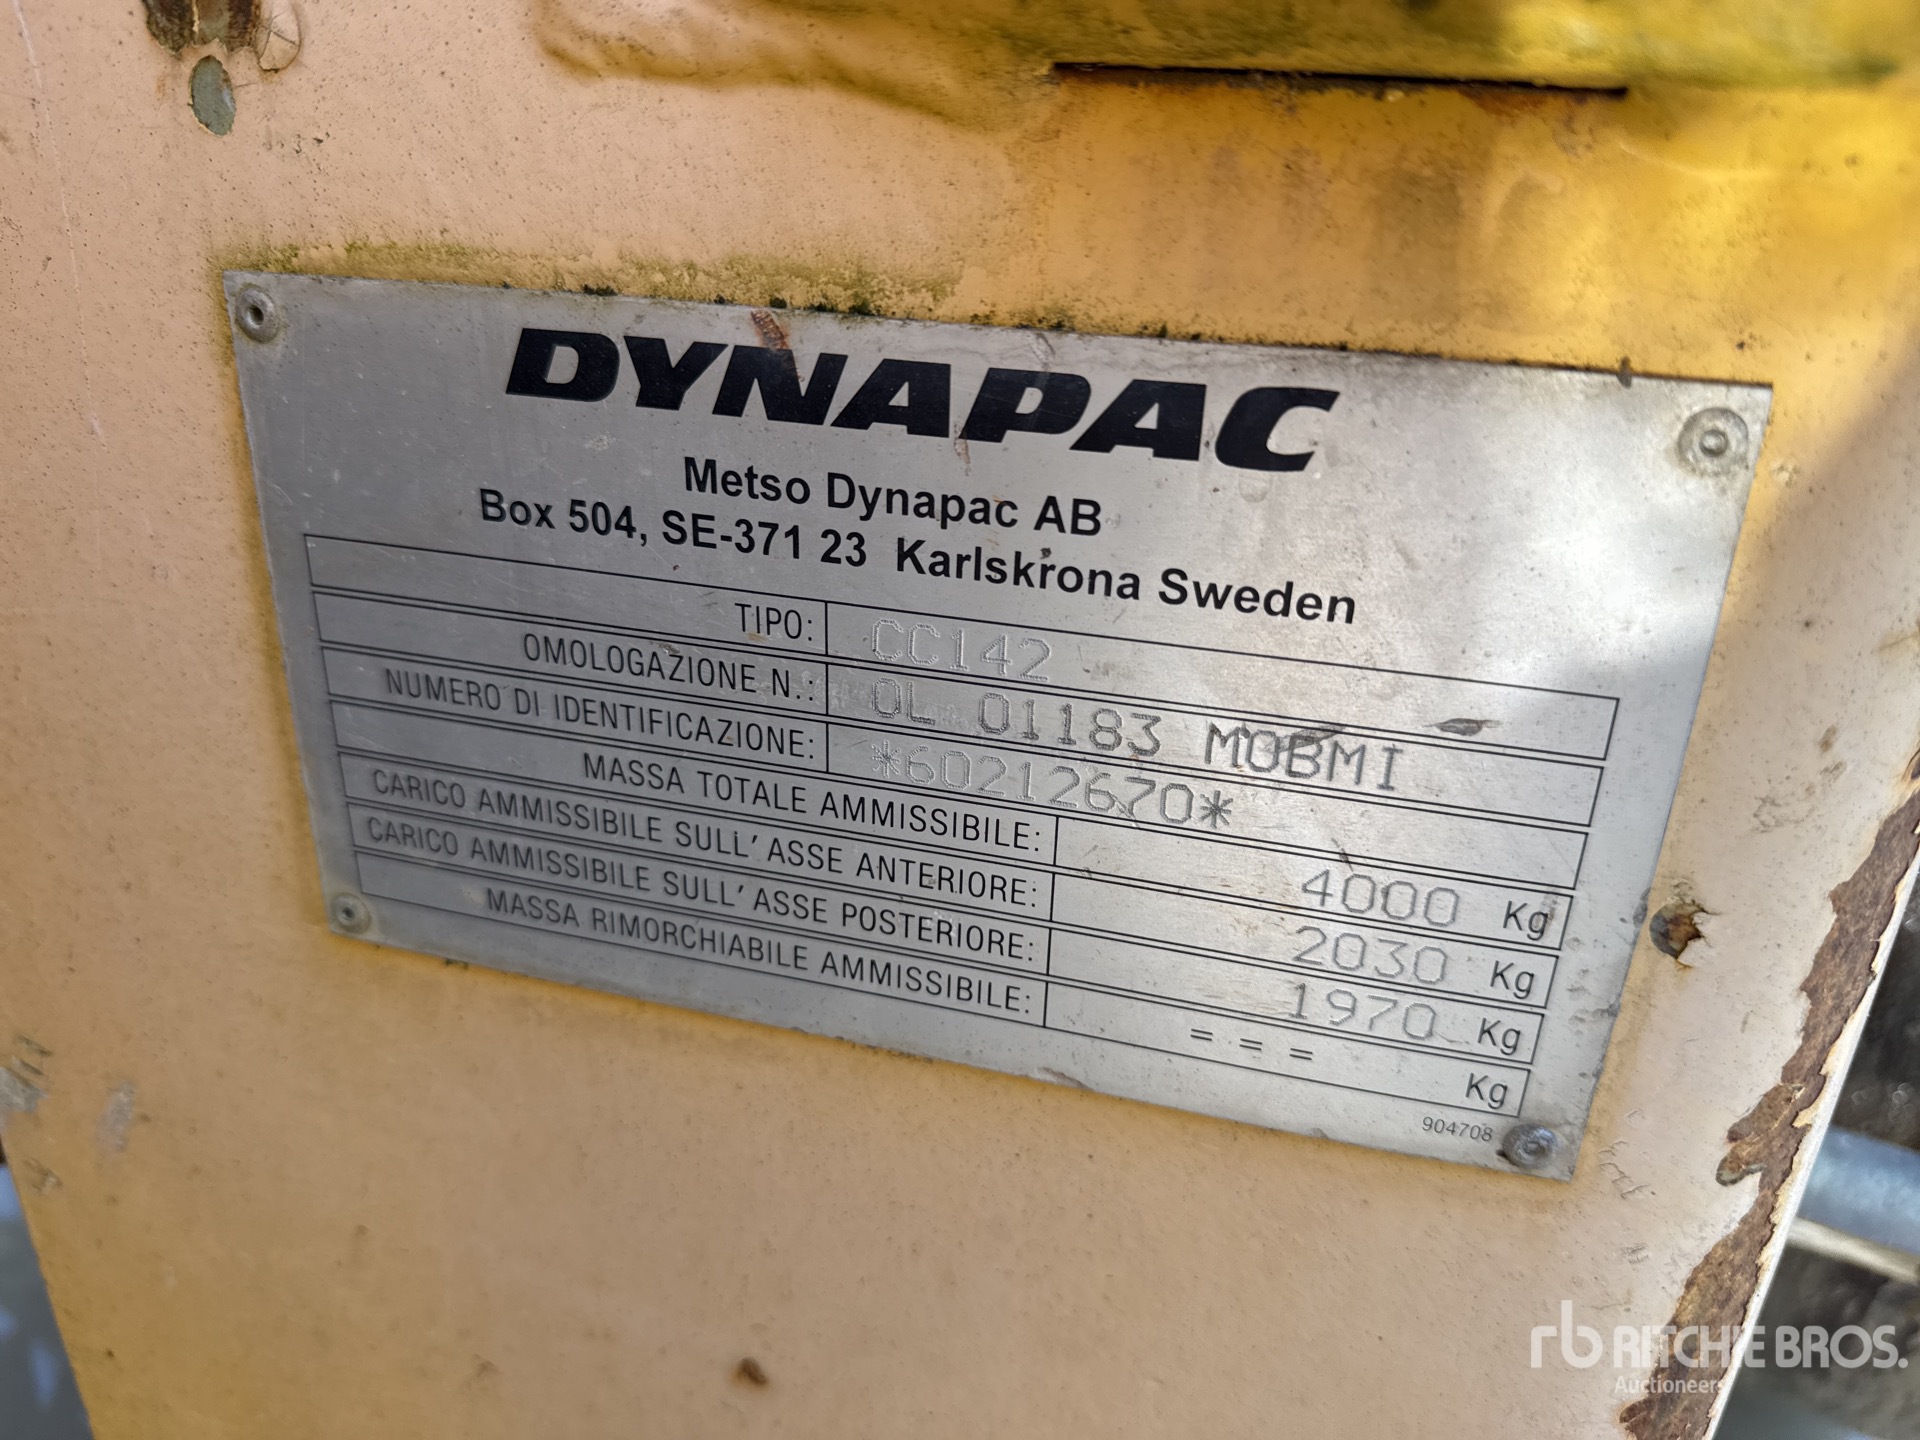 DYNAPAC
Metso Dynapac AB
Box 504, SE-371 23 Karlskrona Sweden
TIPO: CC142
OMOLOGAZIONE N.: OL 01183 MOBMI
NUMERO DI IDENTIFICAZIONE: *60212670*
MASSA TOTALE AMMISSIBILE: 4000 Kg
CARICO AMMISSIBILE SULL'ASSE ANTERIORE: 2030 Kg
CARICO AMMISSIBILE SULL'ASSE POSTERIORE: 1970 Kg
MASSA RIMORCHIABILE AMMISSIBILE: = = = Kg
904708
rb RITCHIE BROS.
Auctioneers